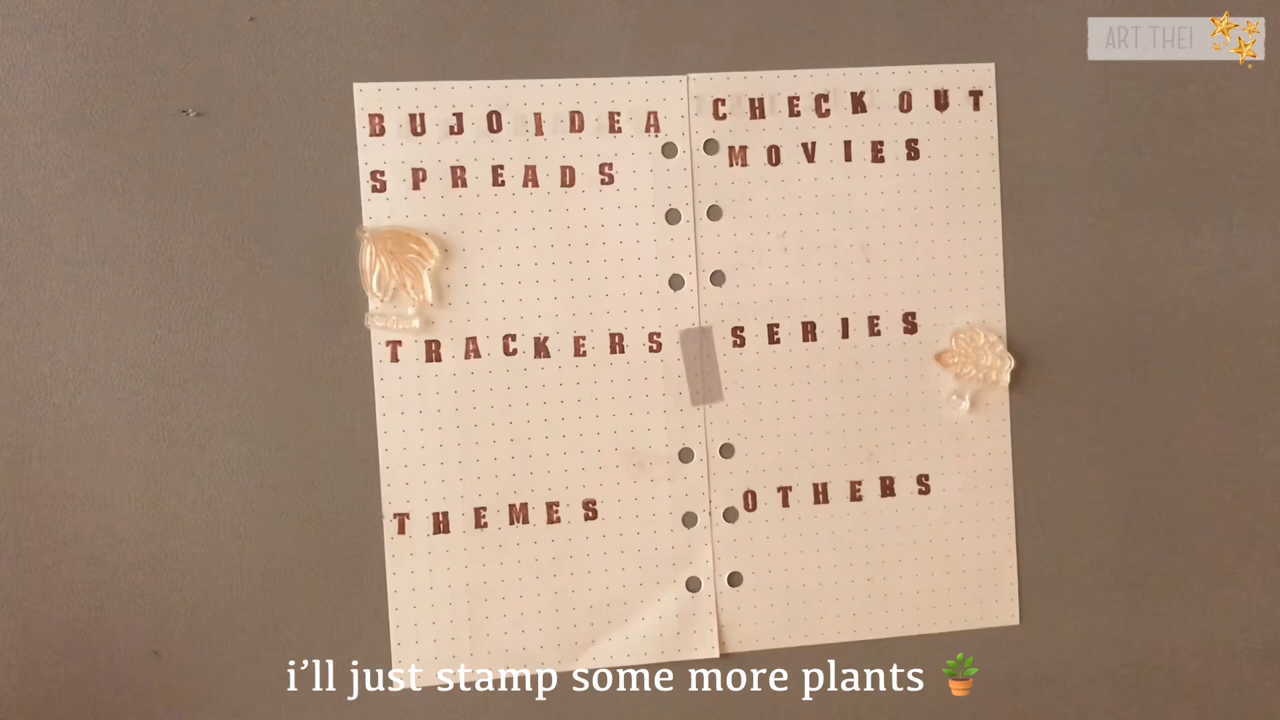 ART.THEI
BUJO IDEA
SPREADS
TRACKERS
THEMES
CHECK OUT
MOVIES
SERIES
OTHERS
i'll just stamp some more plants 🪴